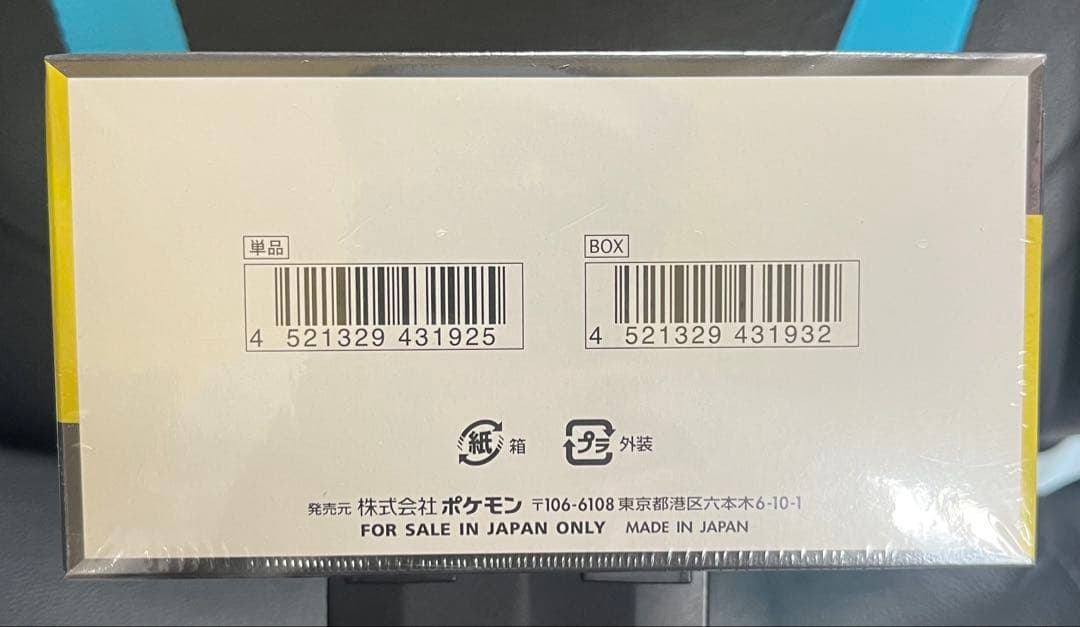 単品
BOX
4 521329 431925
4 521329 431932
紙 箱
プラ 外装
発売元 株式会社ポケモン 〒106-6108 東京都港区六本木6-10-1
FOR SALE IN JAPAN ONLY MADE IN JAPAN